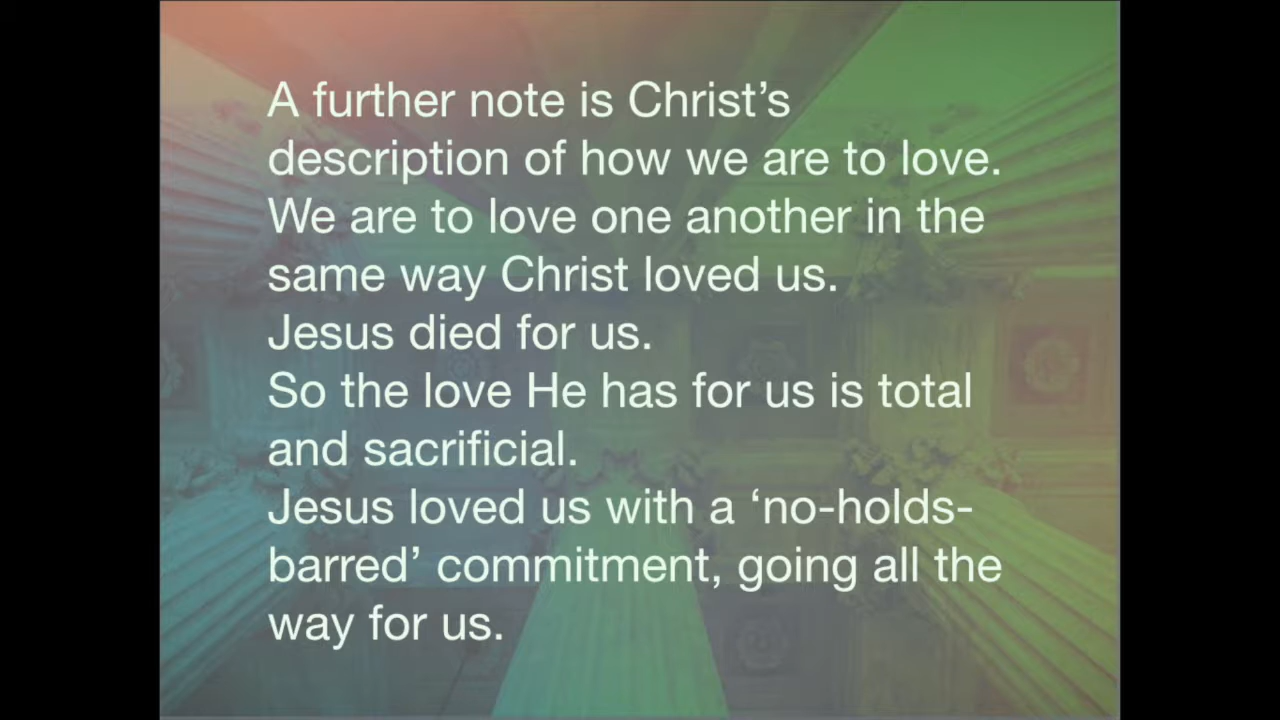 A further note is Christ’s
description of how we are to love.
We are to love one another in the
same way Christ loved us.
Jesus died for us.
So the love He has for us is total
and sacrificial.
Jesus loved us with a ‘no-holds-
barred’ commitment, going all the
way for us.